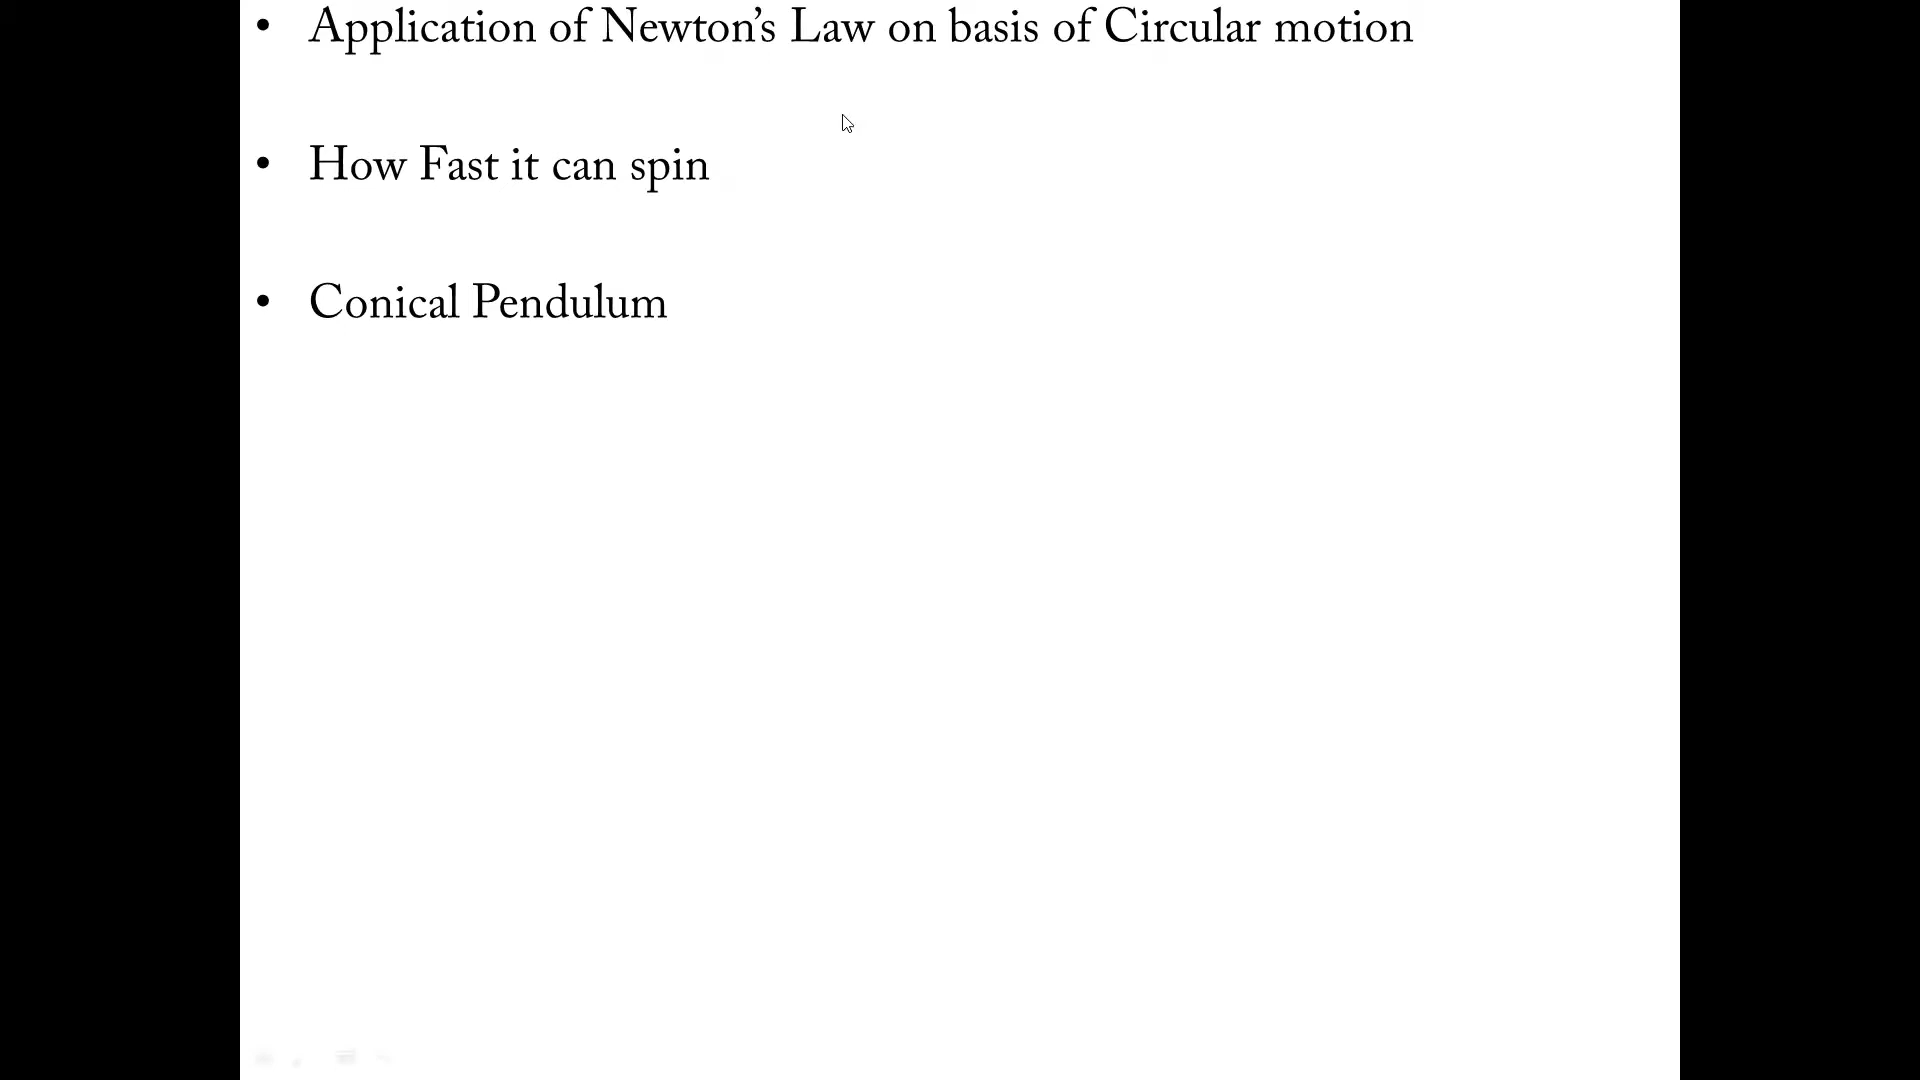 • Application of Newton’s Law on basis of Circular motion
• How Fast it can spin
• Conical Pendulum